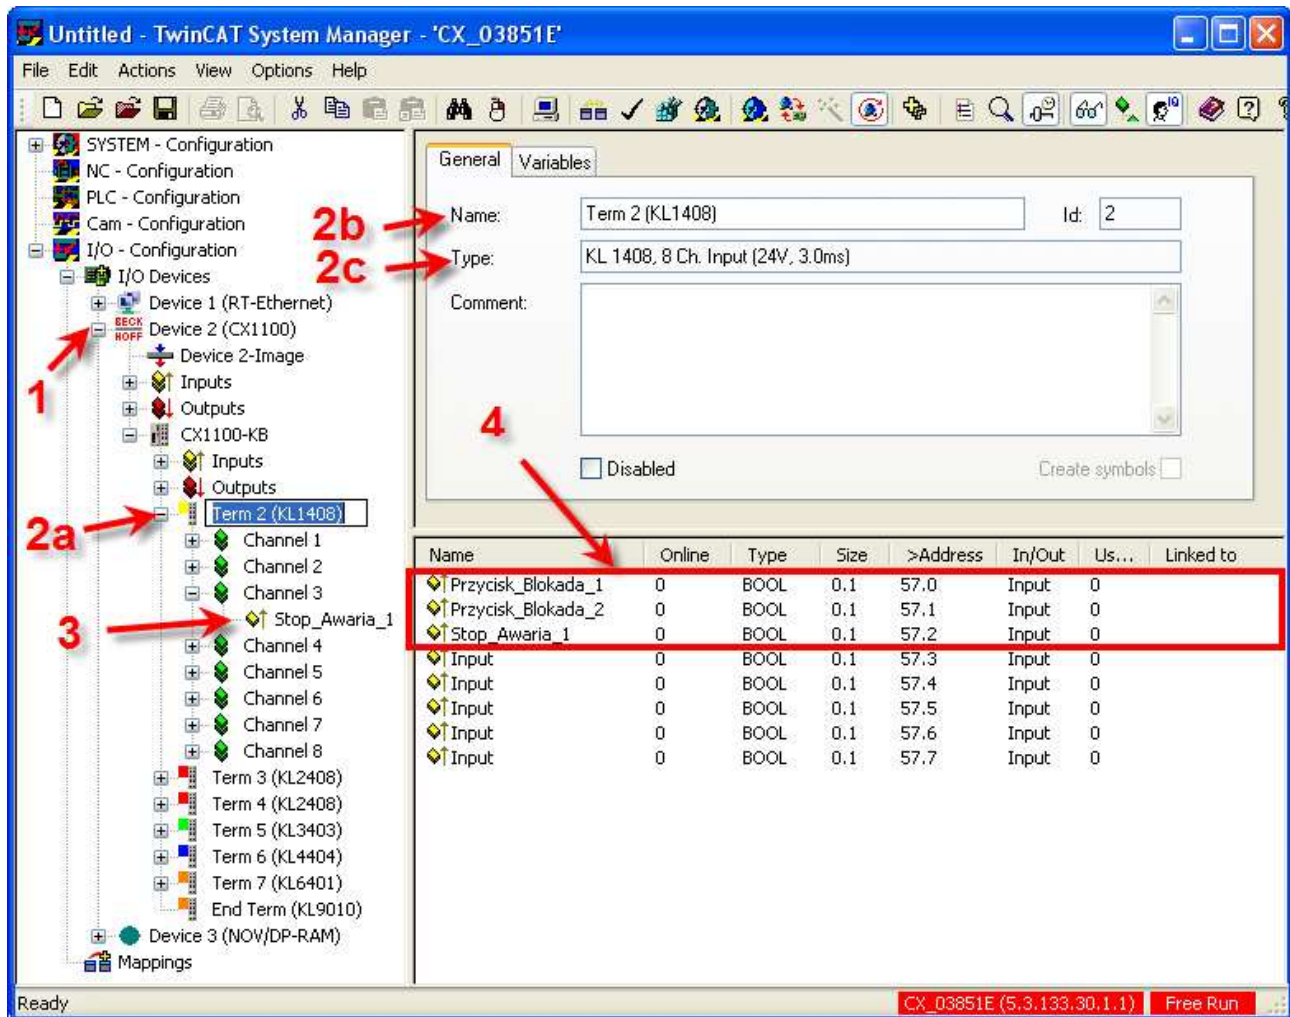 Untitled - TwinCAT System Manager - 'CX_03851E'
File Edit Actions View Options Help
SYSTEM - Configuration
NC - Configuration
PLC - Configuration
Cam - Configuration
I/O - Configuration
I/O Devices
Device 1 (RT-Ethernet)
BECK
HOFF
Device 2 (CX1100)
Device 2-Image
Inputs
Outputs
CX1100-KB
Inputs
Outputs
Term 2 (KL1408)
Channel 1
Channel 2
Channel 3
Stop_Awaria_1
Channel 4
Channel 5
Channel 6
Channel 7
Channel 8
Term 3 (KL2408)
Term 4 (KL2408)
Term 5 (KL3403)
Term 6 (KL4404)
Term 7 (KL6401)
End Term (KL9010)
Device 3 (NOV/DP-RAM)
Mappings
1
2a
3
General Variables
2b
Name: Term 2 (KL1408) Id: 2
2c
Type: KL 1408, 8 Ch. Input (24V, 3.0ms)
Comment:
4
Disabled Create symbols
Name Online Type Size >Address In/Out Us... Linked to
Przycisk_Blokada_1 0 BOOL 0.1 57.0 Input 0
Przycisk_Blokada_2 0 BOOL 0.1 57.1 Input 0
Stop_Awaria_1 0 BOOL 0.1 57.2 Input 0
Input 0 BOOL 0.1 57.3 Input 0
Input 0 BOOL 0.1 57.4 Input 0
Input 0 BOOL 0.1 57.5 Input 0
Input 0 BOOL 0.1 57.6 Input 0
Input 0 BOOL 0.1 57.7 Input 0
Ready CX_03851E (5.3.133.30.1.1) Free Run